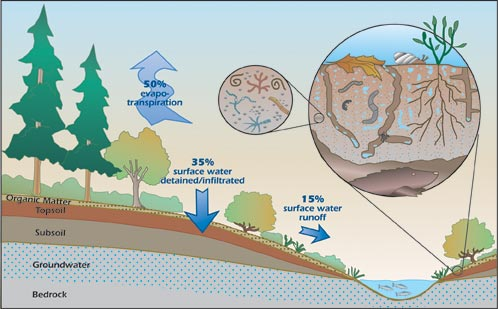 50%
evapo-
transpiration
35%
surface water
detained/infiltrated
15%
surface water
runoff
Organic Matter
Topsoil
Subsoil
Groundwater
Bedrock